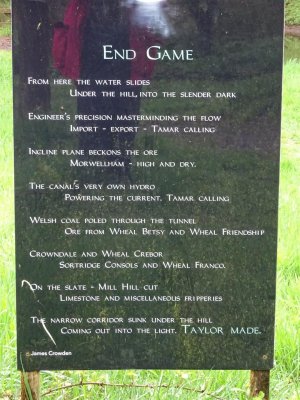 END GAME
FROM HERE THE WATER SLIDES
UNDER THE HILL, INTO THE SLENDER DARK
ENGINEER'S PRECISION MASTERMINDING THE FLOW
IMPORT - EXPORT - TAMAR CALLING
INCLINE PLANE BECKONS THE ORE
MORWELLHAM - HIGH AND DRY.
THE CANAL'S VERY OWN HYDRO
POWERING THE CURRENT. TAMAR CALLING
WELSH COAL POLED THROUGH THE TUNNEL
ORE FROM WHEAL BETSY AND WHEAL FRIENDSHIP
CROWNDALE AND WHEAL CREBOR
SORTRIDGE CONSOLS AND WHEAL FRANCO.
ON THE SLATE - MILL HILL CUT
LIMESTONE AND MISCELLANEOUS FRIPPERIES
THE NARROW CORRIDOR SUNK UNDER THE HILL
COMING OUT INTO THE LIGHT. TAYLOR MADE.
James Crowden